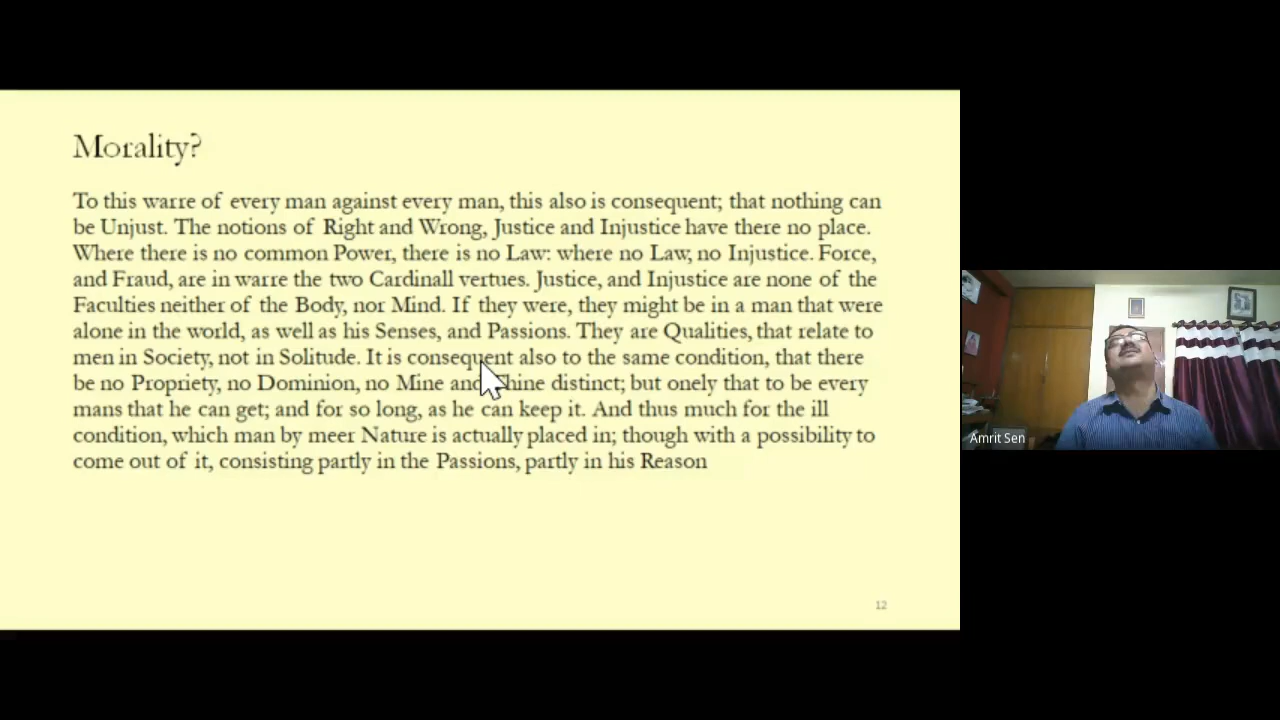 Morality?
To this warre of every man against every man, this also is consequent; that nothing can
be Unjust. The notions of Right and Wrong, Justice and Injustice have there no place.
Where there is no common Power, there is no Law: where no Law, no Injustice. Force,
and Fraud, are in warre the two Cardinall vertues. Justice, and Injustice are none of the
Faculties neither of the Body, nor Mind. If they were, they might be in a man that were
alone in the world, as well as his Senses, and Passions. They are Qualities, that relate to
men in Society, not in Solitude. It is consequent also to the same condition, that there
be no Propriety, no Dominion, no Mine and Thine distinct; but onely that to be every
mans that he can get; and for so long, as he can keep it. And thus much for the ill
condition, which man by meer Nature is actually placed in; though with a possibility to
come out of it, consisting partly in the Passions, partly in his Reason
12
Amrit Sen